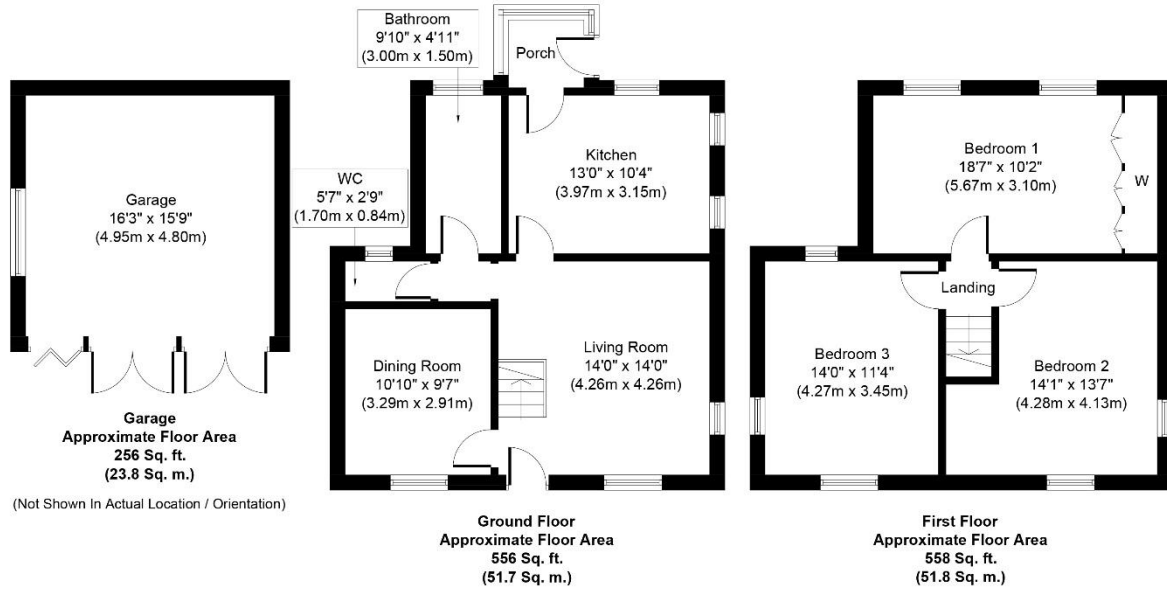 Garage
16'3" x 15'9"
(4.95m x 4.80m)
Garage
Approximate Floor Area
256 Sq. ft.
(23.8 Sq. m.)
(Not Shown In Actual Location / Orientation)
Bathroom
9'10" x 4'11"
(3.00m x 1.50m)
Porch
WC
5'7" x 2'9"
(1.70m x 0.84m)
Kitchen
13'0" x 10'4"
(3.97m x 3.15m)
Dining Room
10'10" x 9'7"
(3.29m x 2.91m)
Living Room
14'0" x 14'0"
(4.26m x 4.26m)
Ground Floor
Approximate Floor Area
556 Sq. ft.
(51.7 Sq. m.)
Bedroom 1
18'7" x 10'2"
(5.67m x 3.10m)
W
Landing
Bedroom 3
14'0" x 11'4"
(4.27m x 3.45m)
Bedroom 2
14'1" x 13'7"
(4.28m x 4.13m)
First Floor
Approximate Floor Area
558 Sq. ft.
(51.8 Sq. m.)